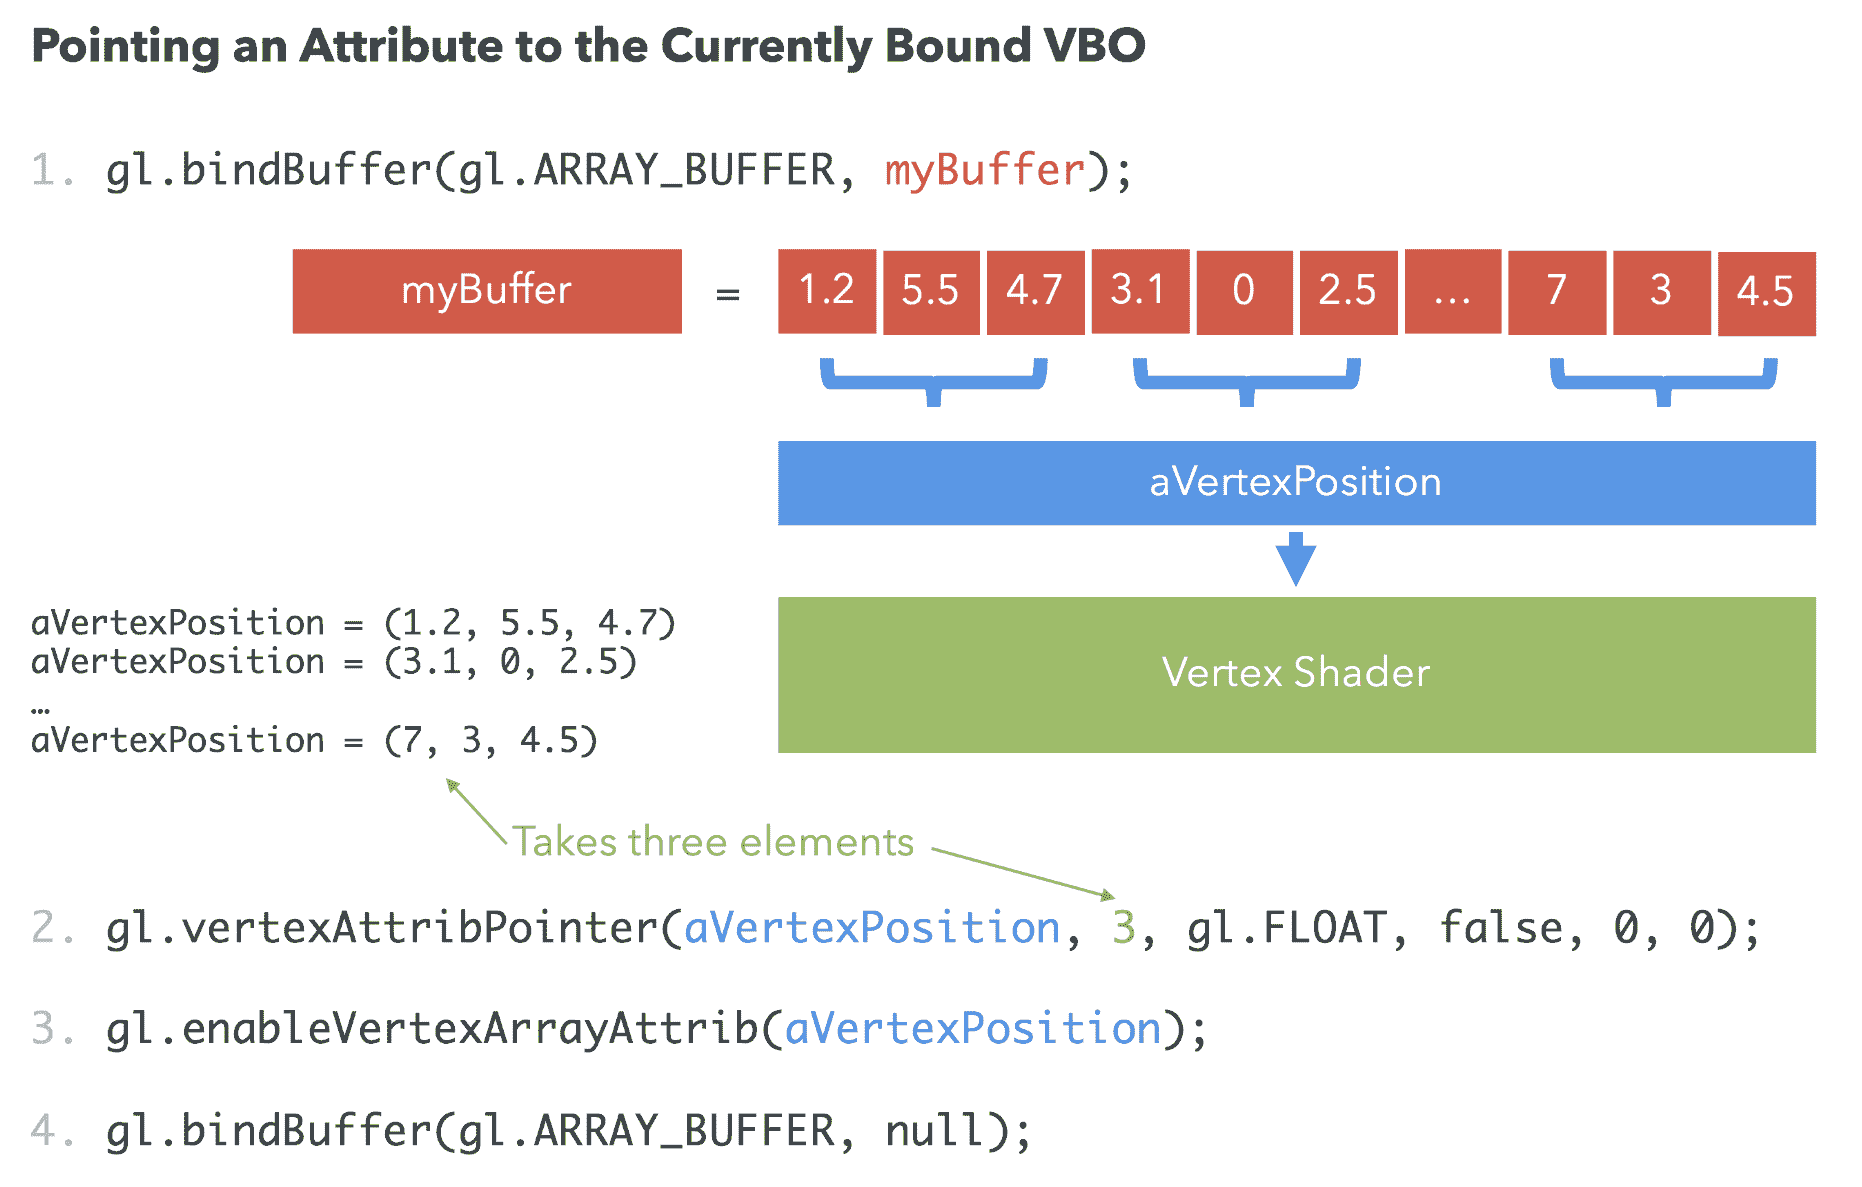 Pointing an Attribute to the Currently Bound VBO
1. gl.bindBuffer(gl.ARRAY_BUFFER, myBuffer);
myBuffer = 1.2 5.5 4.7 3.1 0 2.5 ... 7 3 4.5
aVertexPosition
aVertexPosition = (1.2, 5.5, 4.7)
aVertexPosition = (3.1, 0, 2.5)
…
aVertexPosition = (7, 3, 4.5)
Vertex Shader
Takes three elements
2. gl.vertexAttribPointer(aVertexPosition, 3, gl.FLOAT, false, 0, 0);
3. gl.enableVertexArrayAttrib(aVertexPosition);
4. gl.bindBuffer(gl.ARRAY_BUFFER, null);